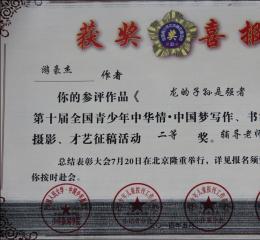 获奖喜报
游豪杰 作者
你的参评作品《 龙的子孙是强者
第十届全国青少年中华情·中国梦写作、书
摄影、才艺征稿活动 二等 奖。 辅导老师
总结表彰大会7月20日在北京隆重举行，详见报名须
你按时赴会。